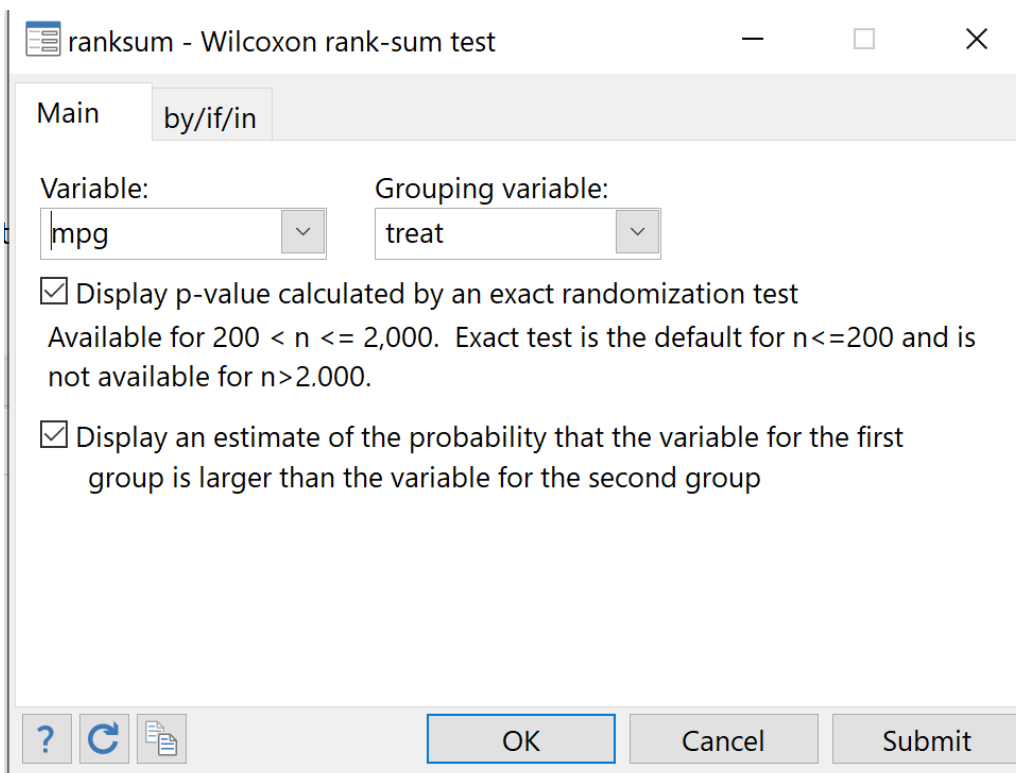 ranksum - Wilcoxon rank-sum test
Main by/if/in
Variable: Grouping variable:
mpg treat
Display p-value calculated by an exact randomization test
Available for 200 < n <= 2,000. Exact test is the default for n<=200 and is
not available for n>2.000.
Display an estimate of the probability that the variable for the first
group is larger than the variable for the second group
? OK Cancel Submit